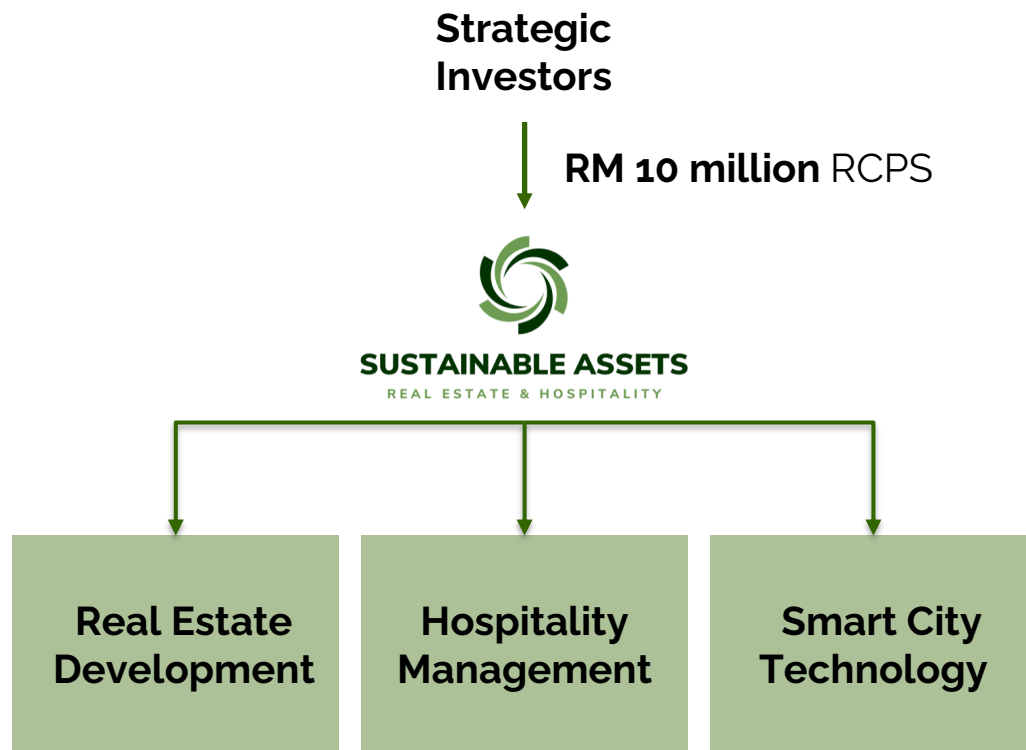 Strategic
Investors
RM 10 million RCPS
SUSTAINABLE ASSETS
REAL ESTATE & HOSPITALITY
Real Estate
Development
Hospitality
Management
Smart City
Technology